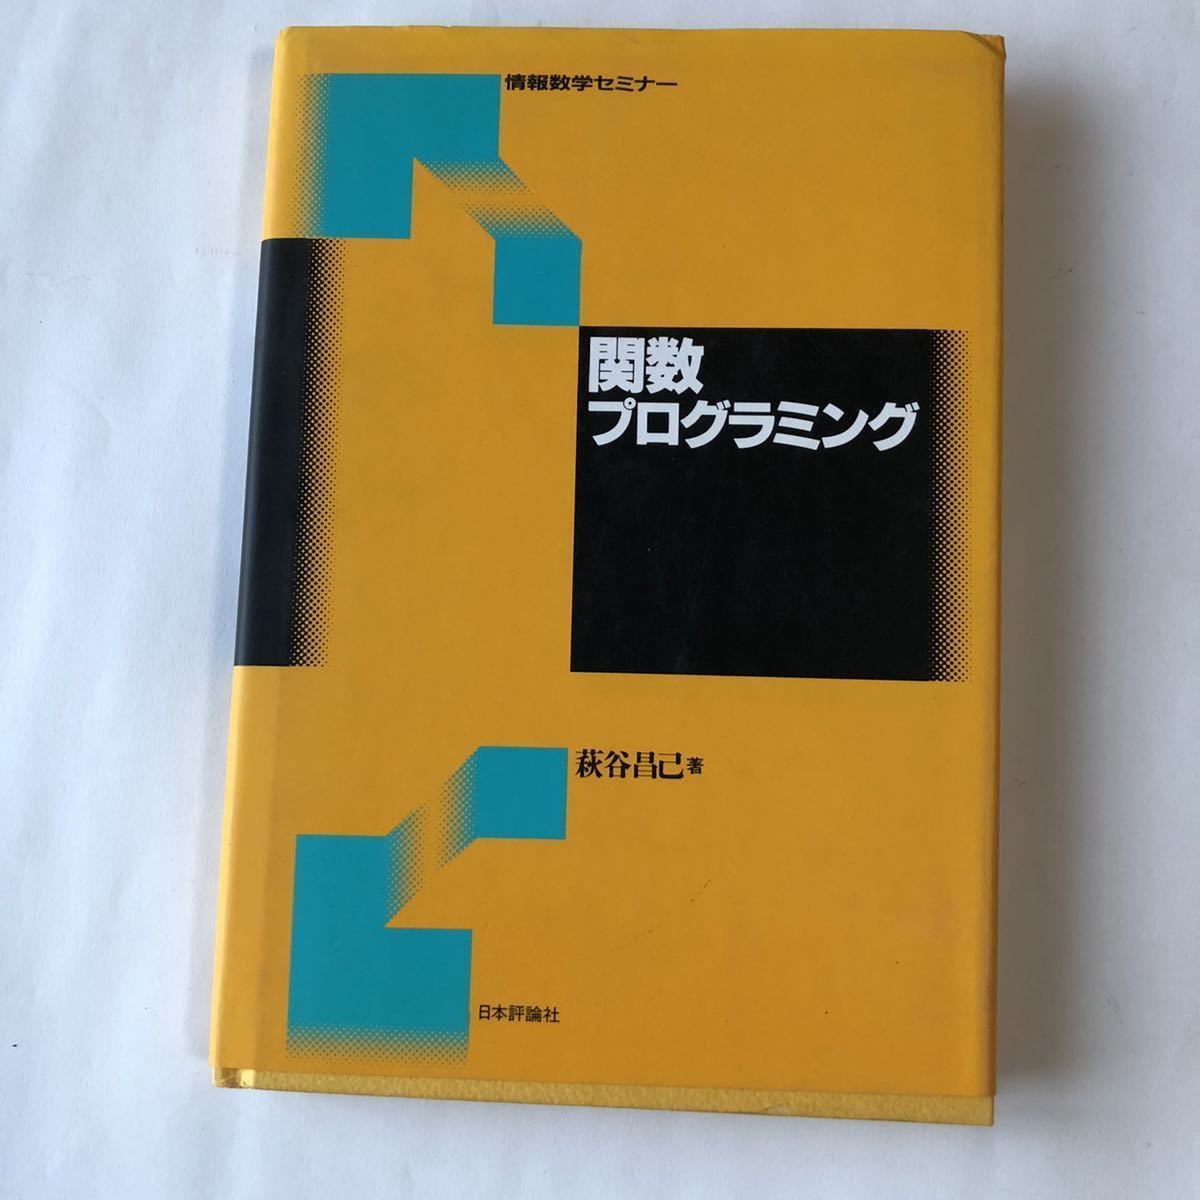 情報数学セミナー
関数
プログラミング
萩谷昌己著
日本評論社